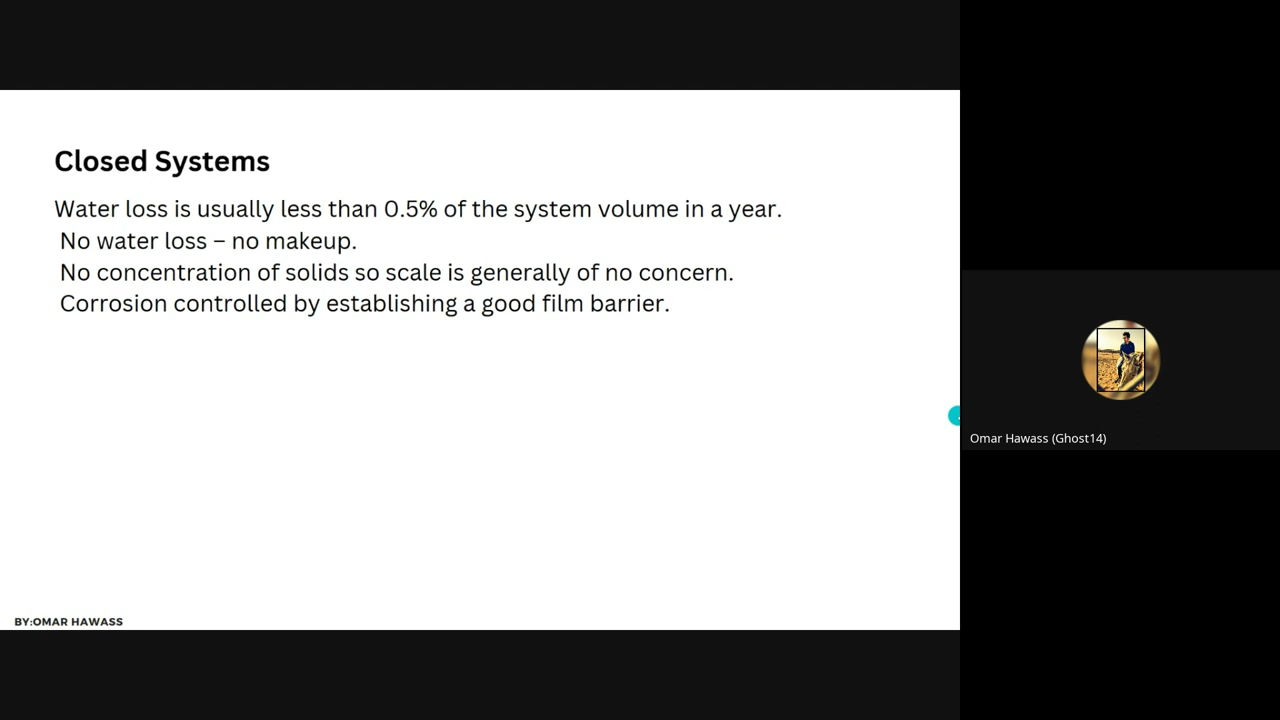 Closed Systems
Water loss is usually less than 0.5% of the system volume in a year.
No water loss – no makeup.
No concentration of solids so scale is generally of no concern.
Corrosion controlled by establishing a good film barrier.
Omar Hawass (Ghost14)
BY:OMAR HAWASS